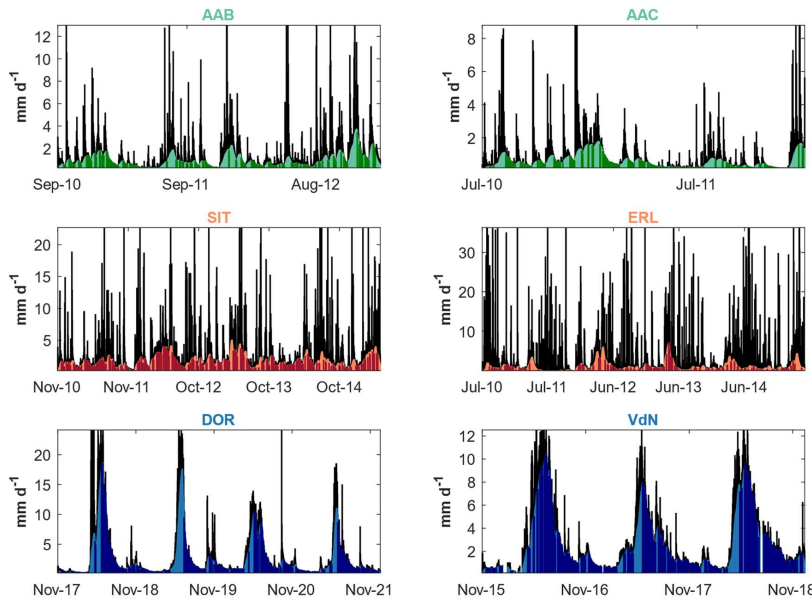 AAB
AAC
mm d⁻¹
12
10
8
6
4
2
Sep-10
Sep-11
Aug-12
mm d⁻¹
8
6
4
2
Jul-10
Jul-11
SIT
ERL
mm d⁻¹
20
15
10
5
Nov-10
Nov-11
Oct-12
Oct-13
Oct-14
mm d⁻¹
30
20
10
Jul-10
Jul-11
Jun-12
Jun-13
Jun-14
DOR
VdN
mm d⁻¹
20
15
10
5
Nov-17
Nov-18
Nov-19
Nov-20
Nov-21
mm d⁻¹
12
10
8
6
4
2
Nov-15
Nov-16
Nov-17
Nov-18